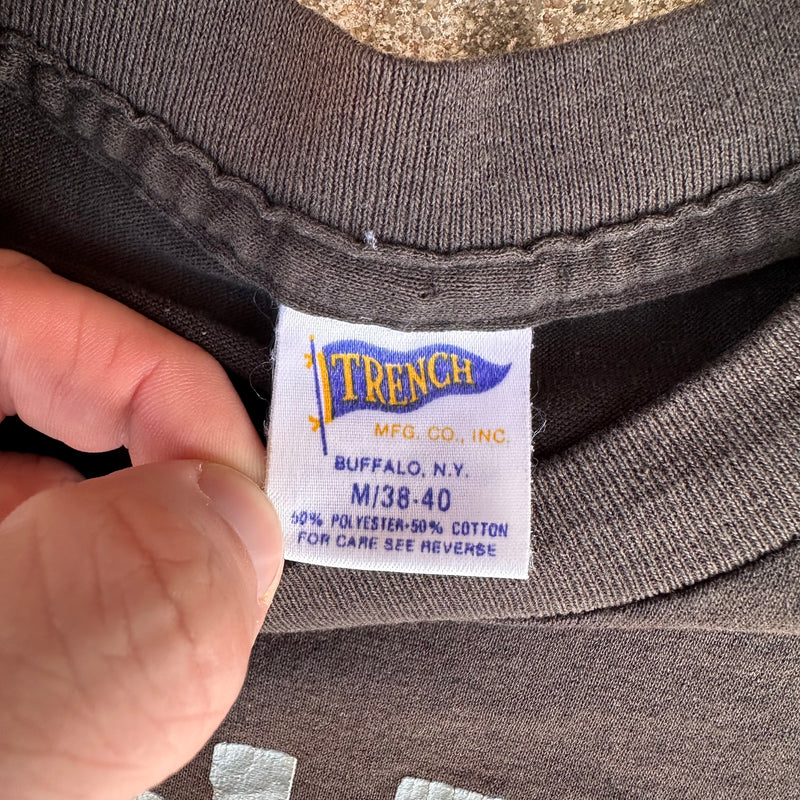 TRENCH
MFG. CO., INC.
BUFFALO, N.Y.
M/38-40
50% POLYESTER•50% COTTON
FOR CARE SEE REVERSE